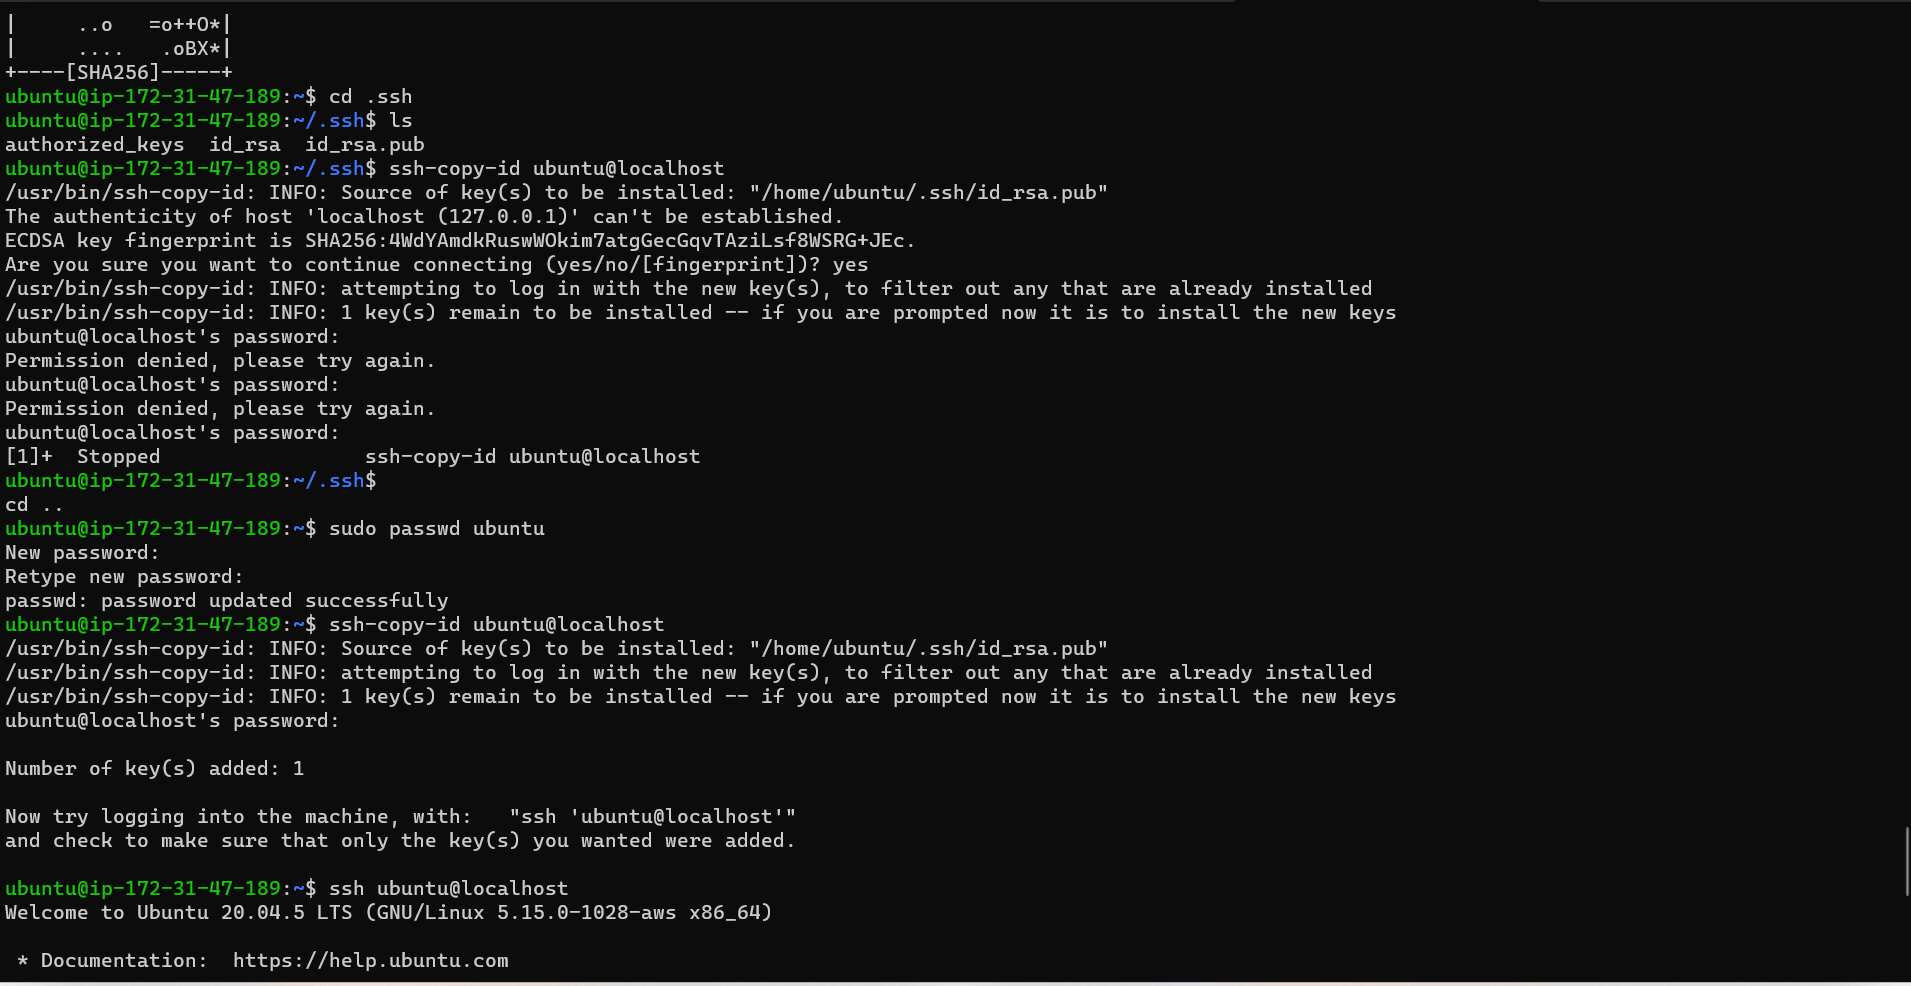 |     ..o   =o++O*|
|     ....   .oBX*|
+----[SHA256]-----+
ubuntu@ip-172-31-47-189:~$ cd .ssh
ubuntu@ip-172-31-47-189:~/.ssh$ ls
authorized_keys  id_rsa  id_rsa.pub
ubuntu@ip-172-31-47-189:~/.ssh$ ssh-copy-id ubuntu@localhost
/usr/bin/ssh-copy-id: INFO: Source of key(s) to be installed: "/home/ubuntu/.ssh/id_rsa.pub"
The authenticity of host 'localhost (127.0.0.1)' can't be established.
ECDSA key fingerprint is SHA256:4WdYAmdkRuswWOkim7atgGecGqvTAziLsf8WSRG+JEc.
Are you sure you want to continue connecting (yes/no/[fingerprint])? yes
/usr/bin/ssh-copy-id: INFO: attempting to log in with the new key(s), to filter out any that are already installed
/usr/bin/ssh-copy-id: INFO: 1 key(s) remain to be installed -- if you are prompted now it is to install the new keys
ubuntu@localhost's password:
Permission denied, please try again.
ubuntu@localhost's password:
Permission denied, please try again.
ubuntu@localhost's password:
[1]+  Stopped                 ssh-copy-id ubuntu@localhost
ubuntu@ip-172-31-47-189:~/.ssh$
cd ..
ubuntu@ip-172-31-47-189:~$ sudo passwd ubuntu
New password:
Retype new password:
passwd: password updated successfully
ubuntu@ip-172-31-47-189:~$ ssh-copy-id ubuntu@localhost
/usr/bin/ssh-copy-id: INFO: Source of key(s) to be installed: "/home/ubuntu/.ssh/id_rsa.pub"
/usr/bin/ssh-copy-id: INFO: attempting to log in with the new key(s), to filter out any that are already installed
/usr/bin/ssh-copy-id: INFO: 1 key(s) remain to be installed -- if you are prompted now it is to install the new keys
ubuntu@localhost's password:

Number of key(s) added: 1

Now try logging into the machine, with:   "ssh 'ubuntu@localhost'"
and check to make sure that only the key(s) you wanted were added.

ubuntu@ip-172-31-47-189:~$ ssh ubuntu@localhost
Welcome to Ubuntu 20.04.5 LTS (GNU/Linux 5.15.0-1028-aws x86_64)

 * Documentation:  https://help.ubuntu.com